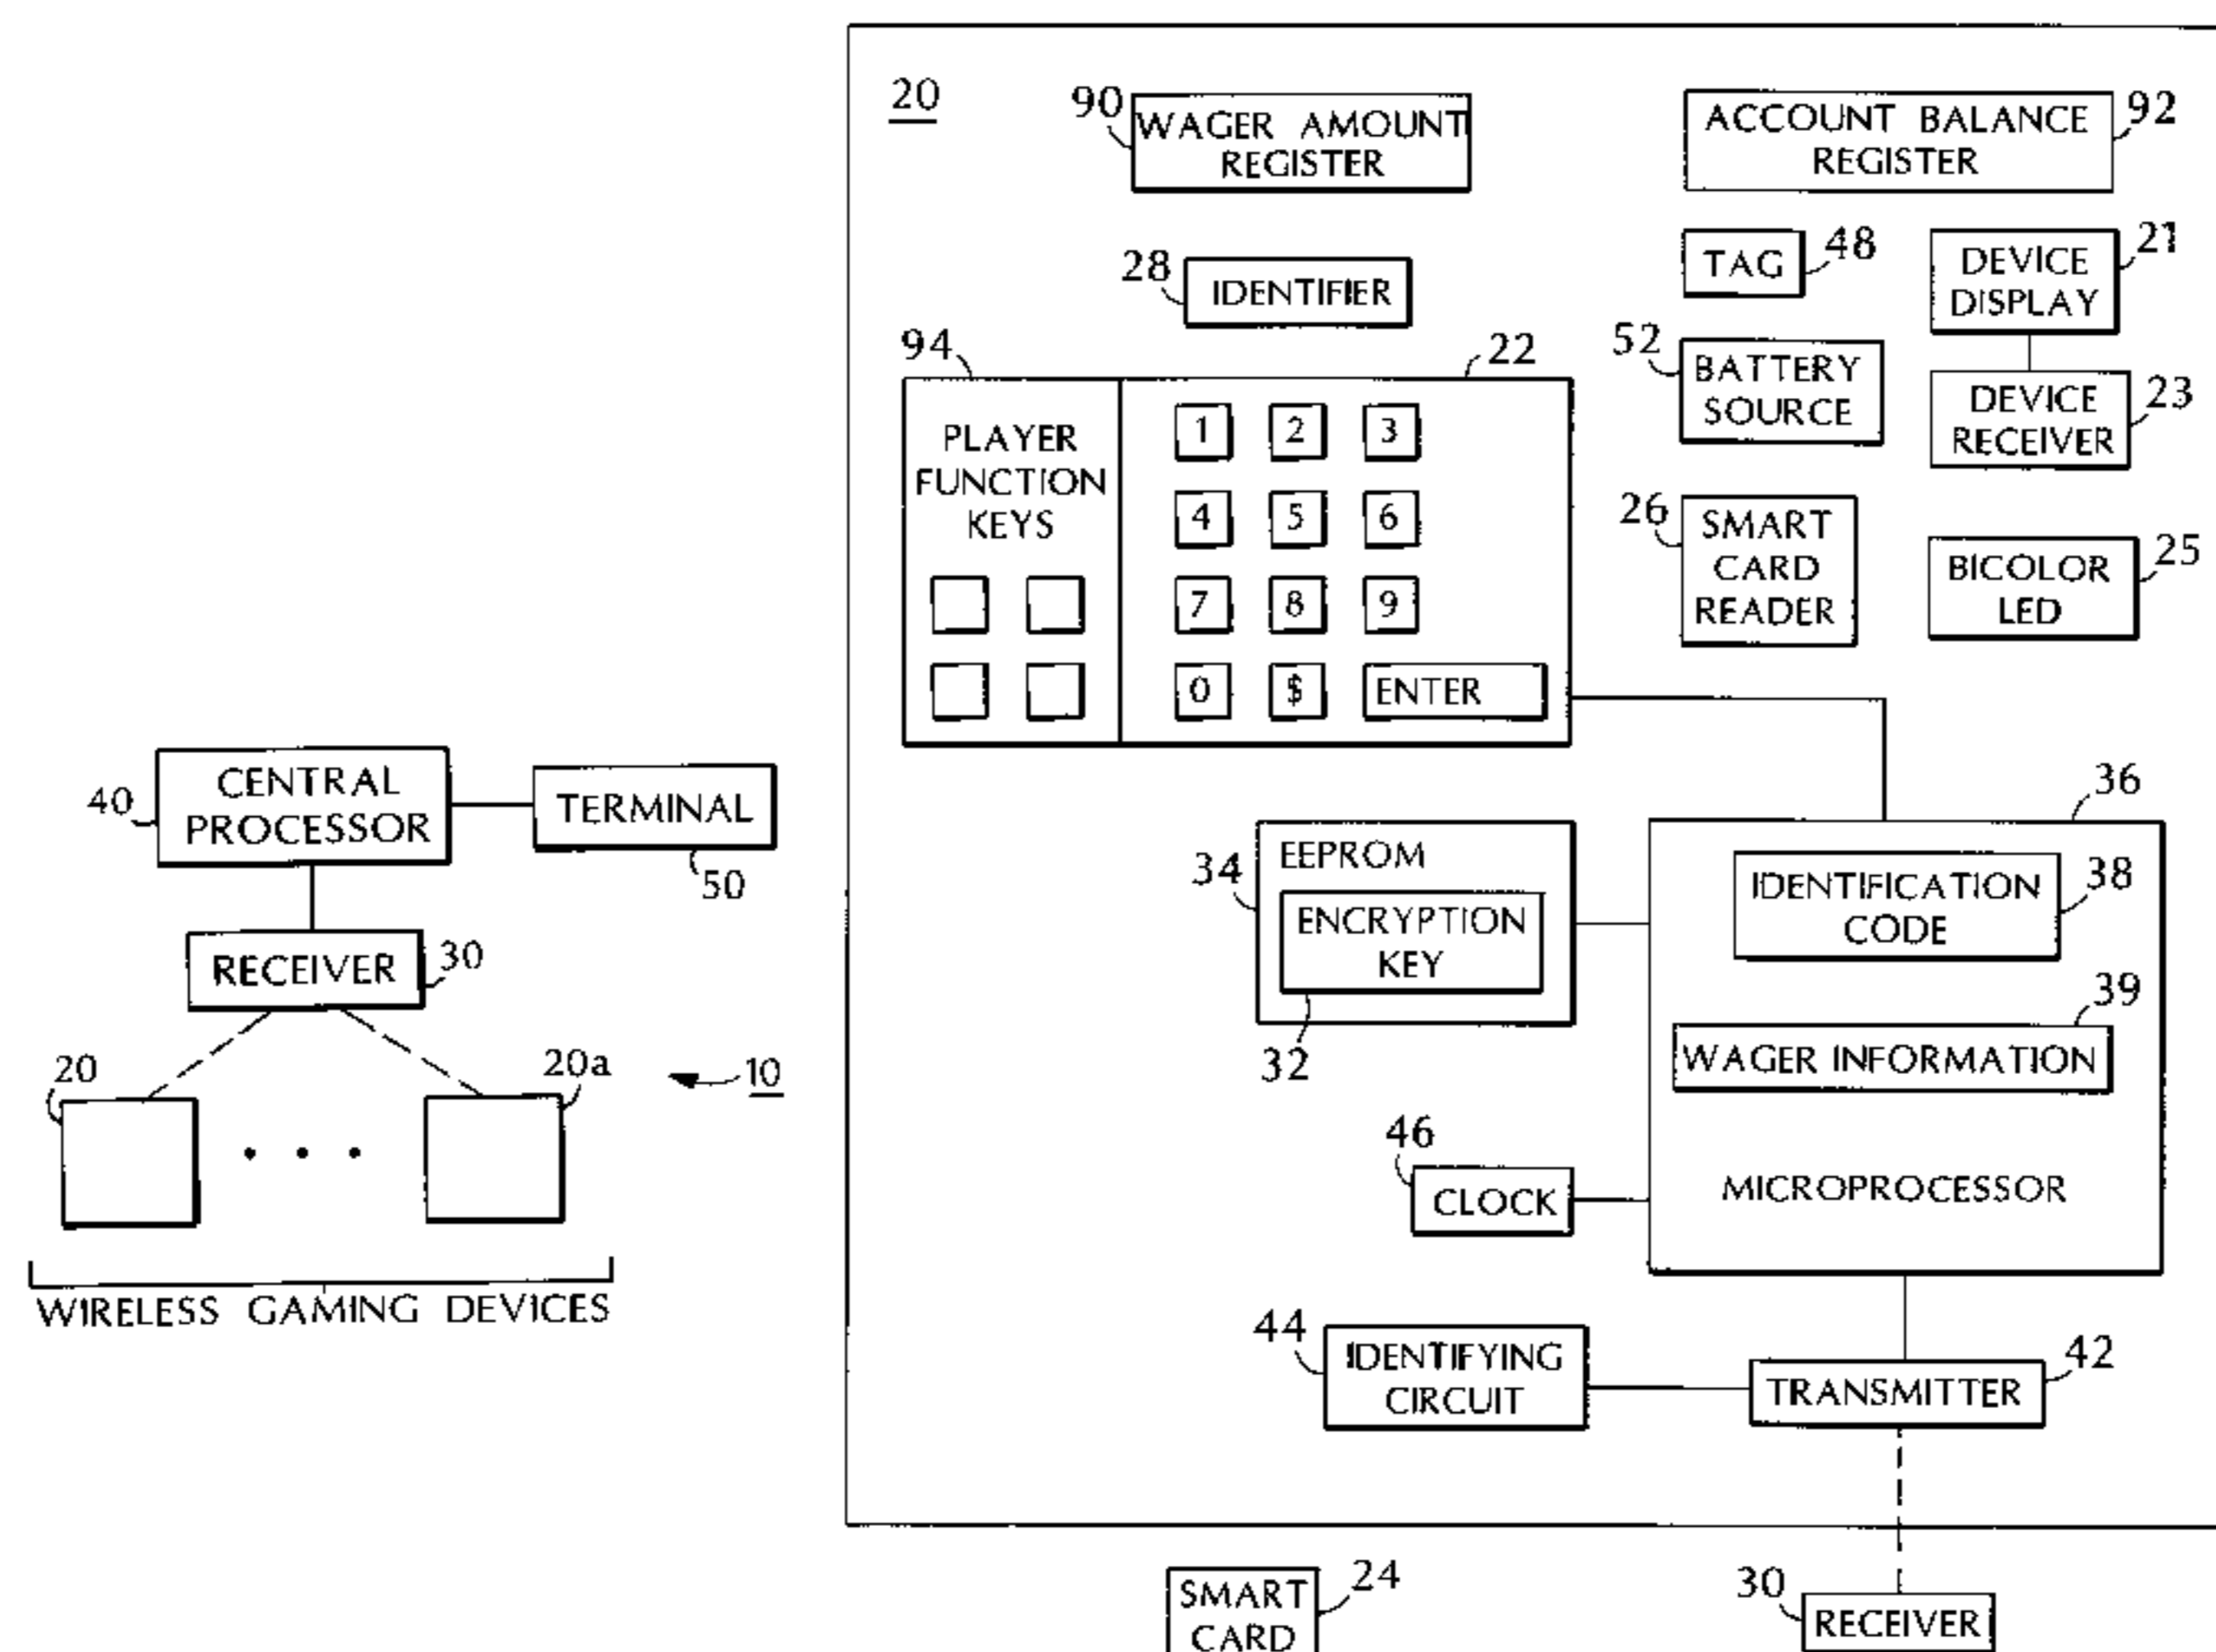 CENTRAL
PROCESSOR
40
TERMINAL
50
RECEIVER
30
20
20a
10
WIRELESS GAMING DEVICES
20
90
WAGER AMOUNT
REGISTER
ACCOUNT BALANCE
REGISTER
92
28
IDENTIFIER
TAG
48
DEVICE
DISPLAY
21
94
22
PLAYER
FUNCTION
KEYS
1 2 3
4 5 6
7 8 9
0 $ ENTER
52
BATTERY
SOURCE
DEVICE
RECEIVER
23
26
SMART
CARD
READER
BICOLOR
LED
25
36
34
EEPROM
ENCRYPTION
KEY
32
IDENTIFICATION
CODE
38
39
WAGER INFORMATION
MICROPROCESSOR
46
CLOCK
44
IDENTIFYING
CIRCUIT
TRANSMITTER
42
SMART
CARD
24
30
RECEIVER